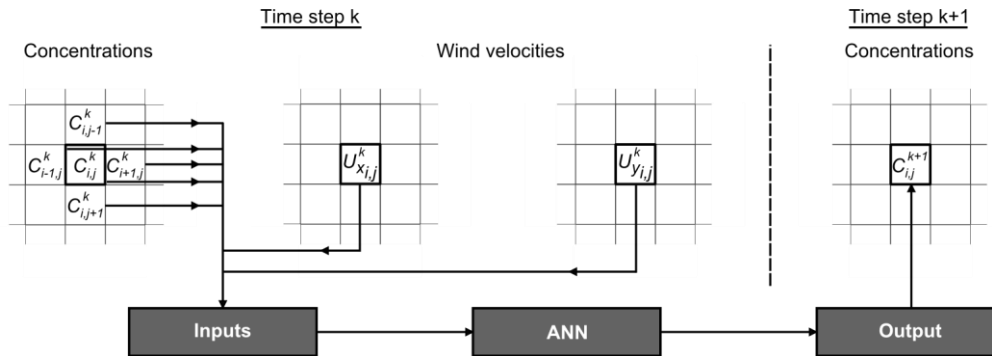 Time step k
Time step k+1
Concentrations
Wind velocities
Concentrations
C^k_{i,j-1}
C^k_{i-1,j} C^k_{i,j} C^k_{i+1,j}
C^k_{i,j+1}
U^k_{x_{i,j}}
U^k_{y_{i,j}}
C^{k+1}_{i,j}
Inputs
ANN
Output